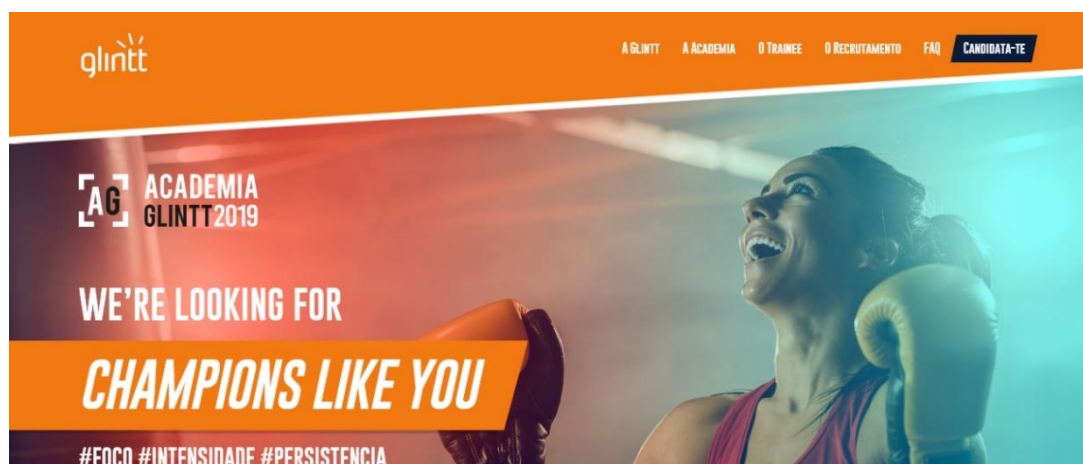 glintt
A GLINTT A ACADEMIA O TRAINEE O RECRUTAMENTO FAQ CANDIDATA-TE
AG ACADEMIA
GLINTT2019
WE'RE LOOKING FOR
CHAMPIONS LIKE YOU
#FOCO #INTENSIDADE #PERSISTENCIA